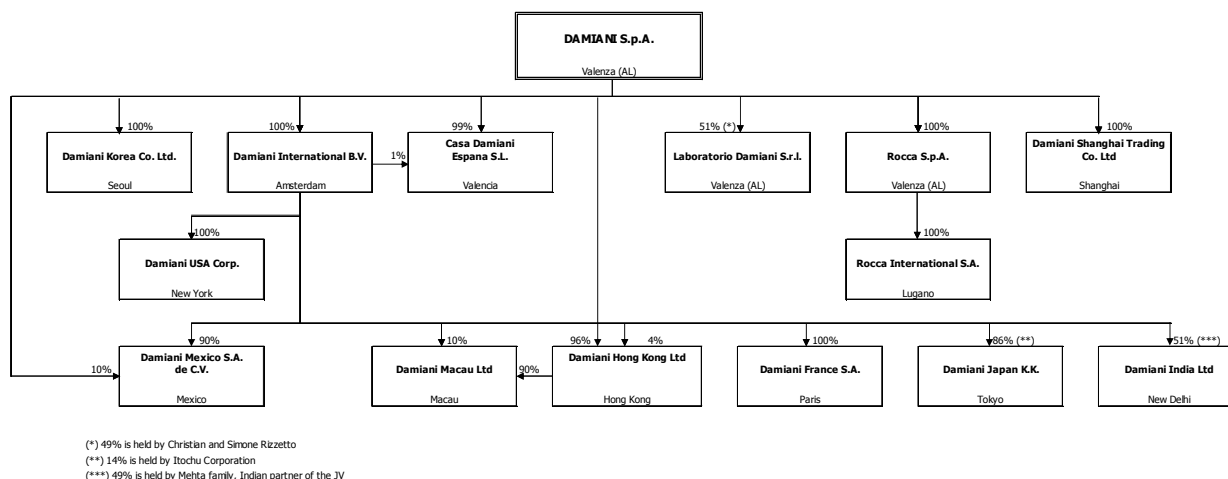 DAMIANI S.p.A.
Valenza (AL)
100%
100%
99%
51% (*)
100%
100%
Damiani Korea Co. Ltd.
Seoul
Damiani International B.V.
Amsterdam
1%
Casa Damiani
Espana S.L.
Valencia
Laboratorio Damiani S.r.l.
Valenza (AL)
Rocca S.p.A.
Valenza (AL)
Damiani Shanghai Trading
Co. Ltd
Shanghai
100%
100%
Damiani USA Corp.
New York
Rocca International S.A.
Lugano
90%
10%
96%
4%
100%
86% (**)
51% (***)
10%
Damiani Mexico S.A.
de C.V.
Mexico
Damiani Macau Ltd
Macau
90%
Damiani Hong Kong Ltd
Hong Kong
Damiani France S.A.
Paris
Damiani Japan K.K.
Tokyo
Damiani India Ltd
New Delhi
(*) 49% is held by Christian and Simone Rizzetto
(**) 14% is held by Itochu Corporation
(***) 49% is held by Mehta family, Indian partner of the JV